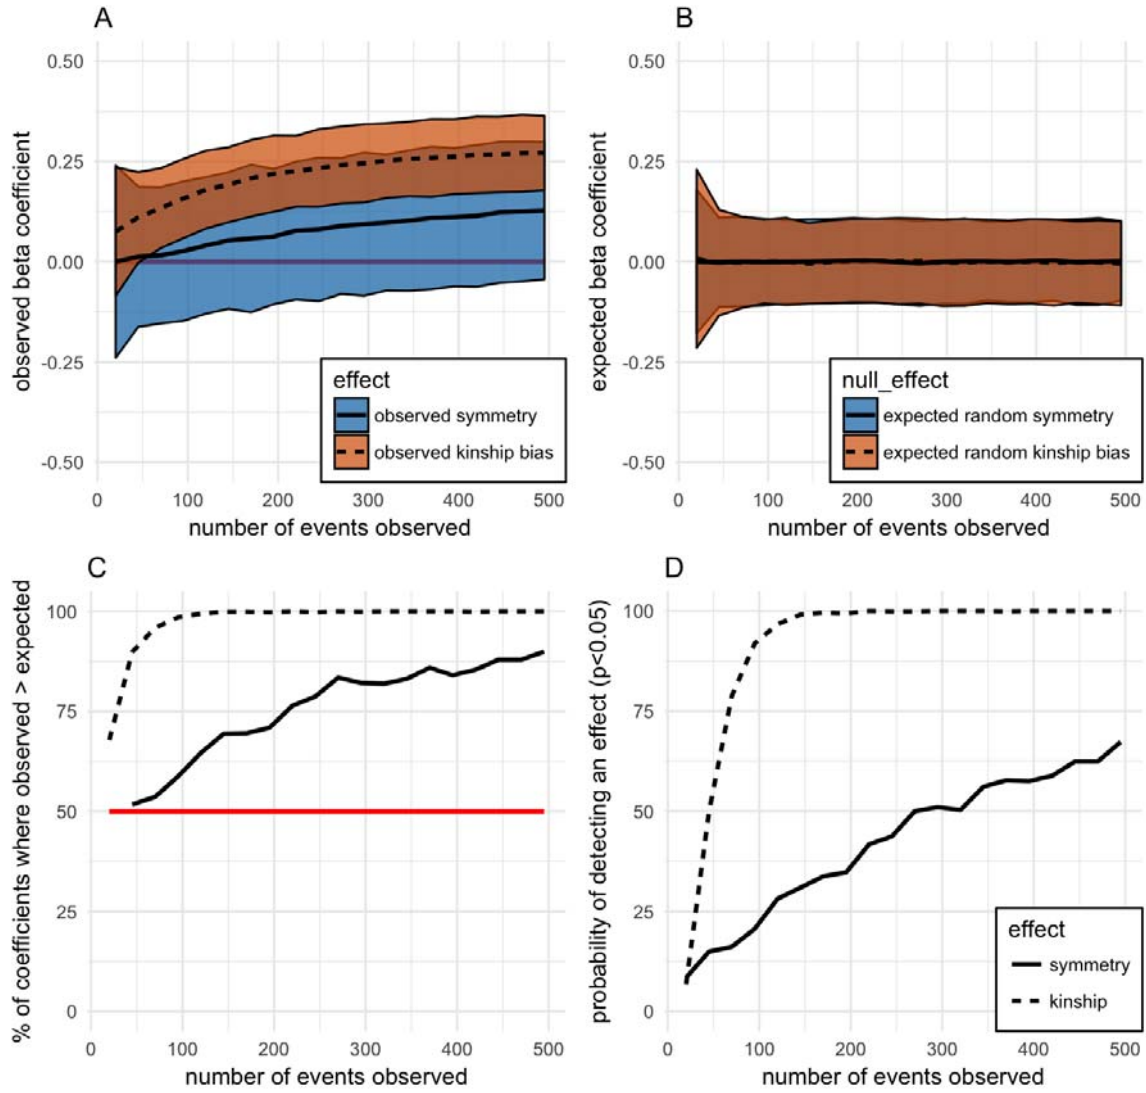 A
observed beta coefficient
0.50
0.25
0.00
-0.25
-0.50
effect
observed symmetry
observed kinship bias
0 100 200 300 400 500
number of events observed
B
expected beta coefficient
0.50
0.25
0.00
-0.25
-0.50
null_effect
expected random symmetry
expected random kinship bias
0 100 200 300 400 500
number of events observed
C
% of coefficients where observed > expected
100
75
50
25
0
0 100 200 300 400 500
number of events observed
D
probability of detecting an effect (p<0.05)
100
75
50
25
0
effect
symmetry
kinship
0 100 200 300 400 500
number of events observed